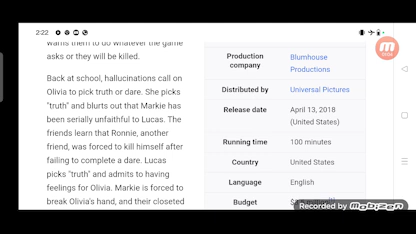 2:22
warns them to do whatever the game
asks or they will be killed.
Back at school, hallucinations call on
Olivia to pick truth or dare. She picks
"truth" and blurts out that Markie has
been serially unfaithful to Lucas. The
friends learn that Ronnie, another
friend, was forced to kill himself after
failing to complete a dare. Lucas
picks "truth" and admits to having
feelings for Olivia. Markie is forced to
break Olivia's hand, and their closeted
Production company
Blumhouse Productions
Distributed by
Universal Pictures
Release date
April 13, 2018 (United States)
Running time
100 minutes
Country
United States
Language
English
Budget
Recorded by
MOBIZEN